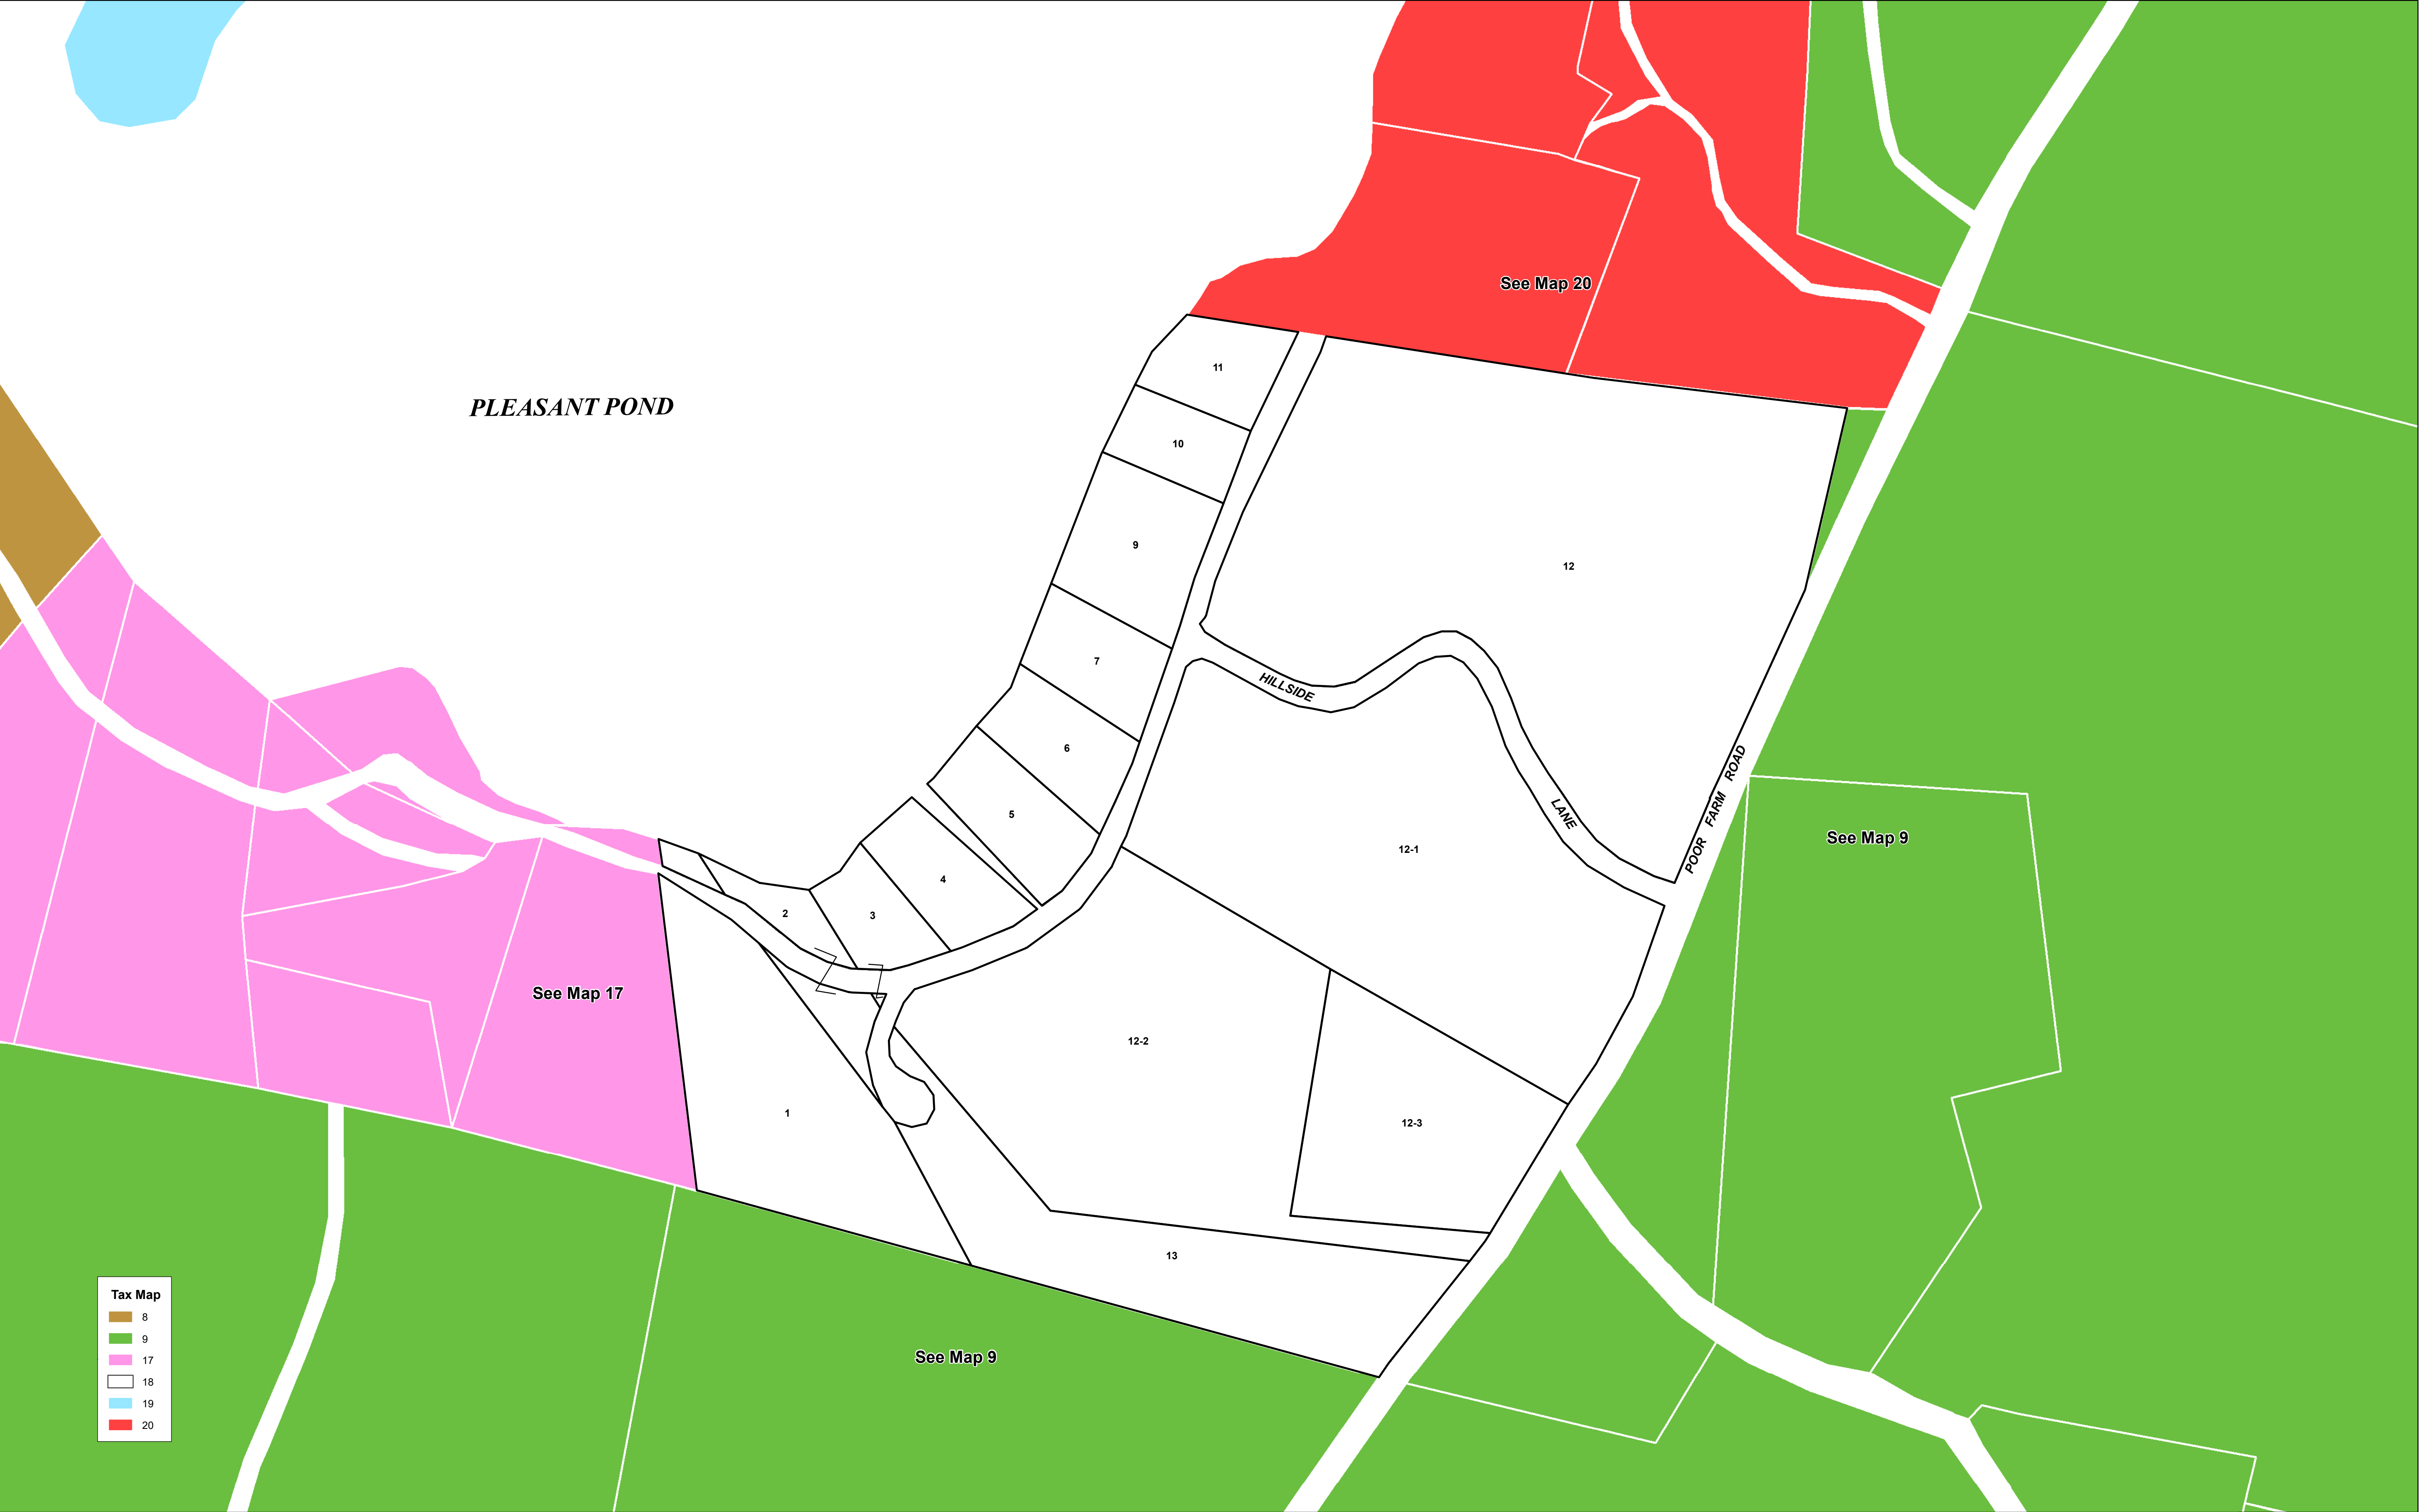 See Map 20
11
PLEASANT POND
10
9
12
7
HILLSIDE
6
5
LANE
POOR FARM ROAD
See Map 9
12-1
4
2
3
See Map 17
12-2
1
12-3
13
See Map 9
Tax Map
8
9
17
18
19
20